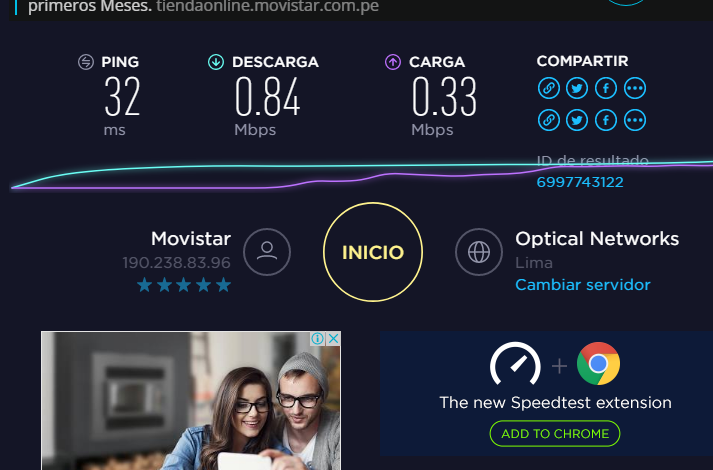 primeros Meses. tiendaonline.movistar.com.pe
PING
32
ms
DESCARGA
0.84
Mbps
CARGA
0.33
Mbps
COMPARTIR
ID de resultado
6997743122
Movistar
190.238.83.96
INICIO
Optical Networks
Lima
Cambiar servidor
The new Speedtest extension
ADD TO CHROME